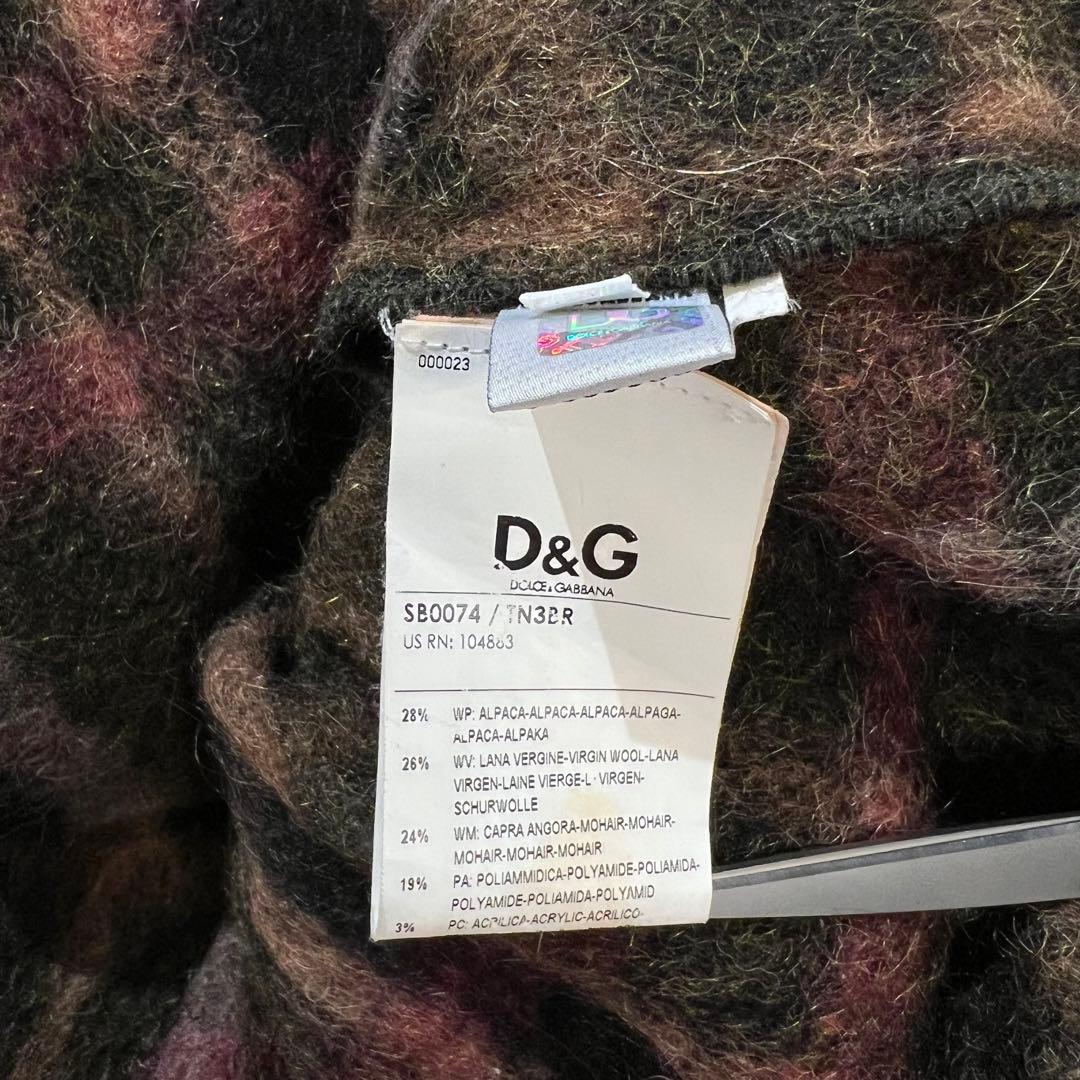 000023
D&G
DOLCE & GABBANA
SB0074 / TN3BR
US RN: 104883
28% WP: ALPACA-ALPACA-ALPACA-ALPAGA-
ALPACA-ALPAKA
26% WV: LANA VERGINE-VIRGIN WOOL-LANA
VIRGEN-LAINE VIERGE-L VIRGEN-
SCHURWOLLE
24% WM: CAPRA ANGORA-MOHAIR-MOHAIR-
MOHAIR-MOHAIR-MOHAIR
19% PA: POLIAMMIDICA-POLYAMIDE-POLIAMIDA-
POLYAMIDE-POLIAMIDA-POLYAMID
3% PC: ACRILICA-ACRYLIC-ACRILICO-